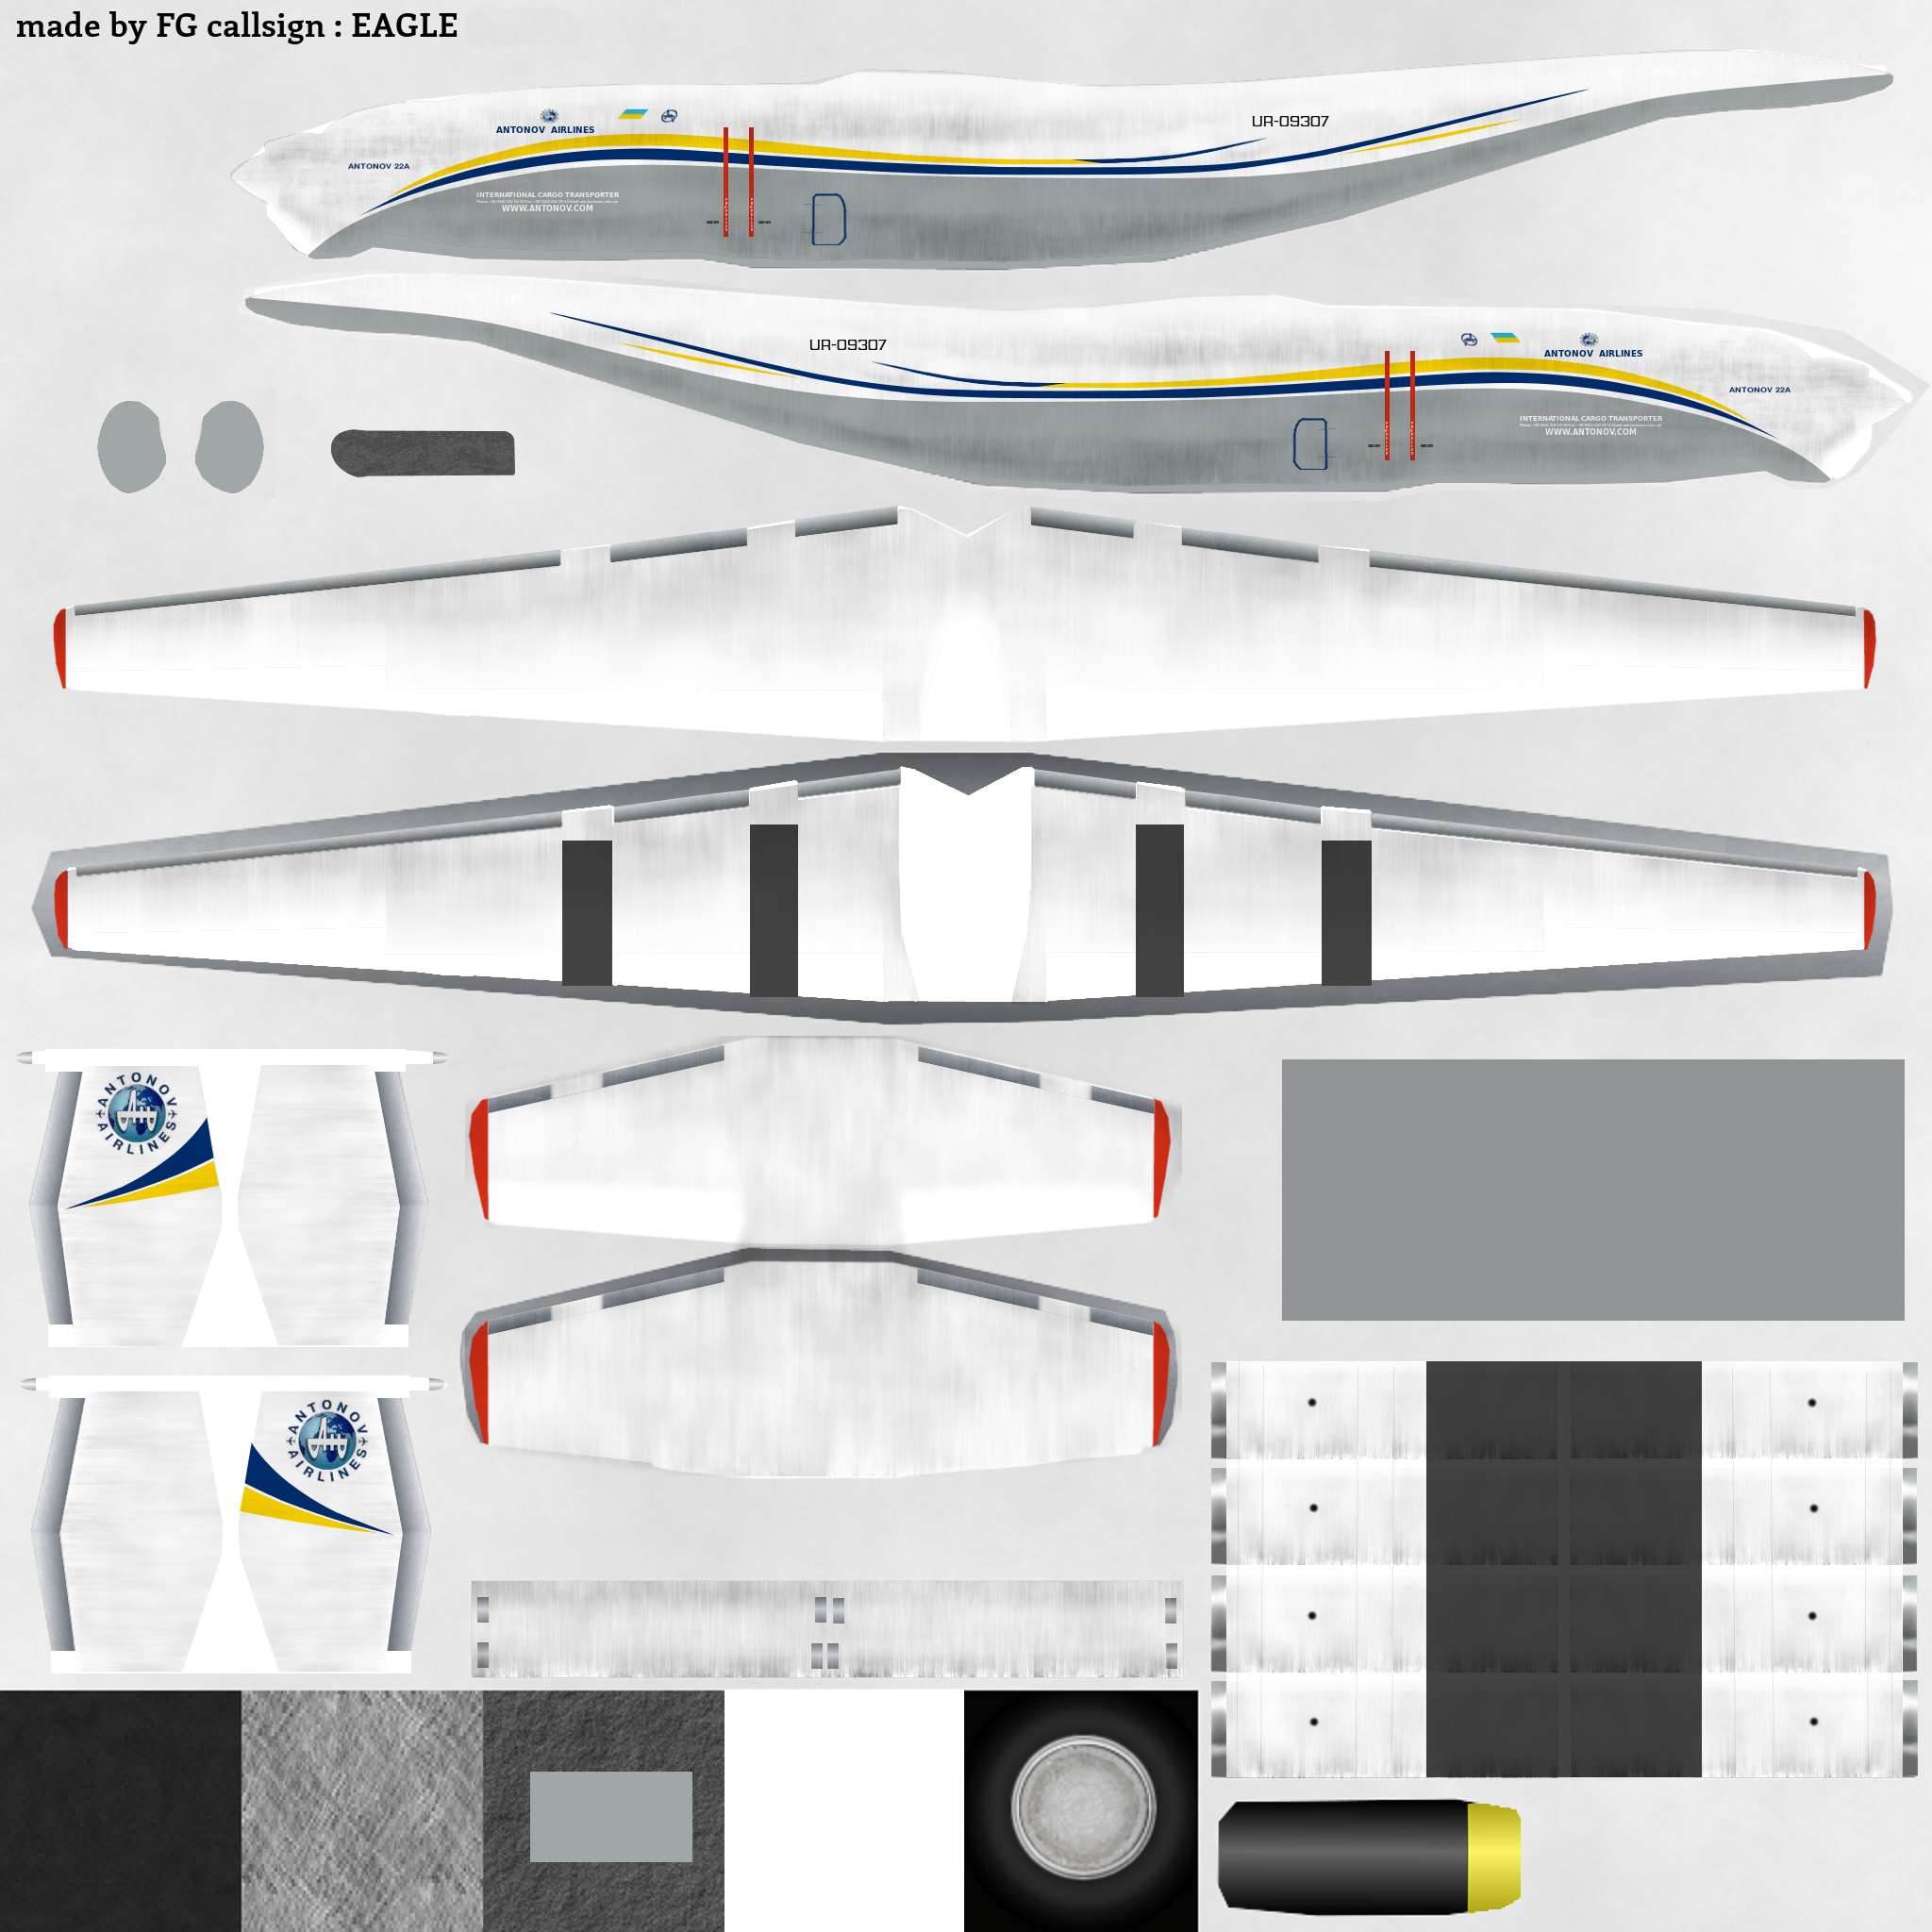 made by FG callsign : EAGLE
ANTONOV AIRLINES
UR-09307
ANTONOV 22A
INTERNATIONAL CARGO TRANSPORTER
WWW.ANTONOV.COM
UR-09307
ANTONOV AIRLINES
ANTONOV 22A
INTERNATIONAL CARGO TRANSPORTER
WWW.ANTONOV.COM
ANTONOV
AIRLINES
ANTONOV
AIRLINES